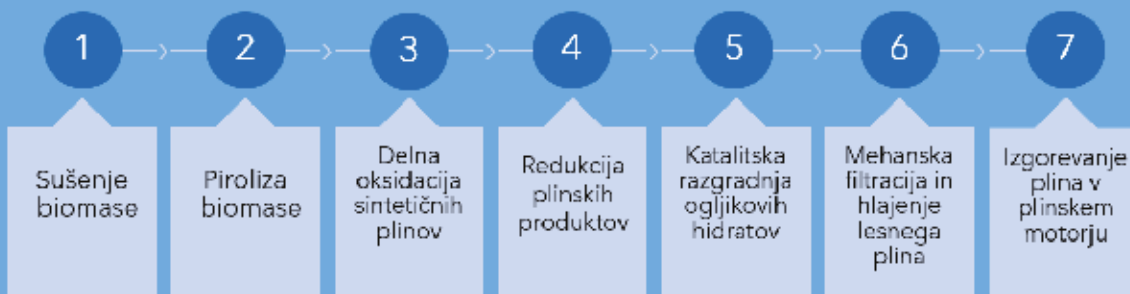 1
2
3
4
5
6
7
Sušenje
biomase
Piroliza
biomase
Delna
oksidacija
sintetičnih
plinov
Redukcija
plinskih
produktov
Katalitska
razgradnja
ogljikovih
hidratov
Mehanska
filtracija in
hlajenje
lesnega
plina
Izgorevanje
plina v
plinskem
motorju